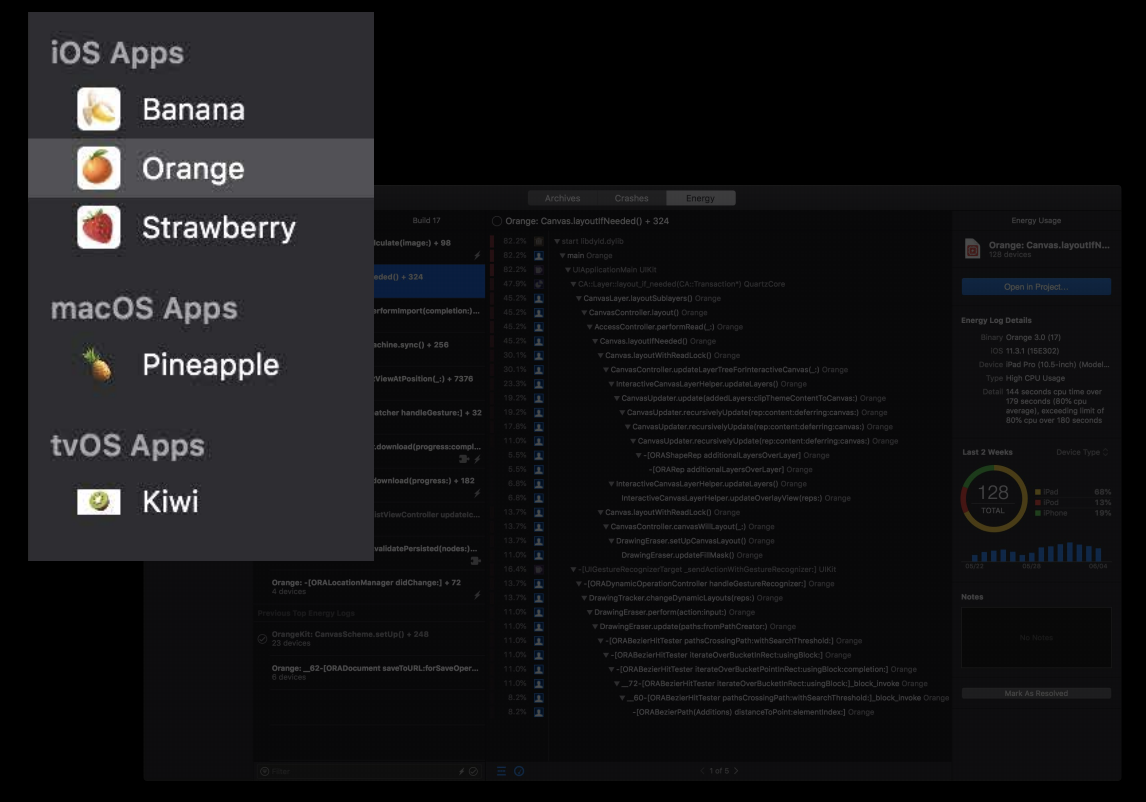 iOS Apps
Banana
Orange
Strawberry
macOS Apps
Pineapple
tvOS Apps
Kiwi
Archives Crashes Energy
Build 17
lculate(image:) + 98
eded() + 324
erformImport(completion:)...
achine.sync() + 256
tViewAtPosition(_:) + 7376
atcher handleGesture:] + 32
:download(progress:compl...
download(progress:) + 182
istViewController updateIc...
validatePersisted(nodes:)...
Orange: -[ORALocationManager didChange:] + 72
4 devices
Previous Top Energy Logs
OrangeKit: CanvasScheme.setUp() + 248
23 devices
Orange: __62-[ORADocument saveToURL:forSaveOper...
6 devices
Filter
Orange: Canvas.layoutIfNeeded() + 324
82.2% start libdyld.dylib
82.2% main Orange
82.2% UIApplicationMain UIKit
47.9% CA::Layer::layout_if_needed(CA::Transaction*) QuartzCore
45.2% CanvasLayer.layoutSublayers() Orange
45.2% CanvasController.layout() Orange
45.2% AccessController.performRead(_:) Orange
45.2% Canvas.layoutIfNeeded() Orange
30.1% Canvas.layoutWithReadLock() Orange
30.1% CanvasController.updateLayerTreeForInteractiveCanvas(_:) Orange
23.3% InteractiveCanvasLayerHelper.updateLayers() Orange
19.2% CanvasUpdater.update(addedLayers:clipThemeContentToCanvas:) Orange
19.2% CanvasUpdater.recursivelyUpdate(rep:content:deferring:canvas:) Orange
17.8% CanvasUpdater.recursivelyUpdate(rep:content:deferring:canvas:) Orange
11.0% CanvasUpdater.recursivelyUpdate(rep:content:deferring:canvas:) Orange
5.5% -[ORAShapeRep additionalLayersOverLayer] Orange
5.5% -[ORARep additionalLayersOverLayer] Orange
6.8% InteractiveCanvasLayerHelper.updateLayers() Orange
6.8% InteractiveCanvasLayerHelper.updateOverlayView(reps:) Orange
13.7% Canvas.layoutWithReadLock() Orange
13.7% CanvasController.canvasWillLayout(_:) Orange
13.7% DrawingEraser.setUpCanvasLayout() Orange
11.0% DrawingEraser.updateFillMask() Orange
16.4% -[UIGestureRecognizerTarget _sendActionWithGestureRecognizer:] UIKit
13.7% -[ORADynamicOperationController handleGestureRecognizer:] Orange
13.7% DrawingTracker.changeDynamicLayouts(reps:) Orange
11.0% DrawingEraser.perform(action:input:) Orange
11.0% DrawingEraser.update(paths:fromPathCreator:) Orange
11.0% -[ORABezierHitTester pathsCrossingPath:withSearchThreshold:] Orange
11.0% -[ORABezierHitTester iterateOverBucketInRect:usingBlock:] Orange
11.0% -[ORABezierHitTester iterateOverBucketPointInRect:usingBlock:completion:] Orange
11.0% __72-[ORABezierHitTester iterateOverBucketInRect:usingBlock:]_block_invoke Orange
8.2% __60-[ORABezierHitTester pathsCrossingPath:withSearchThreshold:]_block_invoke Orange
8.2% -[ORABezierPath(Additions) distanceToPoint:elementIndex:] Orange
1 of 5
Energy Usage
Orange: Canvas.layoutIfN...
128 devices
Open in Project...
Energy Log Details
Binary Orange 3.0 (17)
iOS 11.3.1 (15E302)
Device iPad Pro (10.5-inch) (Model...
Type High CPU Usage
Detail 144 seconds cpu time over
179 seconds (80% cpu
average), exceeding limit of
80% cpu over 180 seconds
Last 2 Weeks Device Type
128
TOTAL
iPad 68%
iPod 13%
iPhone 19%
05/22 05/28 06/04
Notes
No Notes
Mark As Resolved